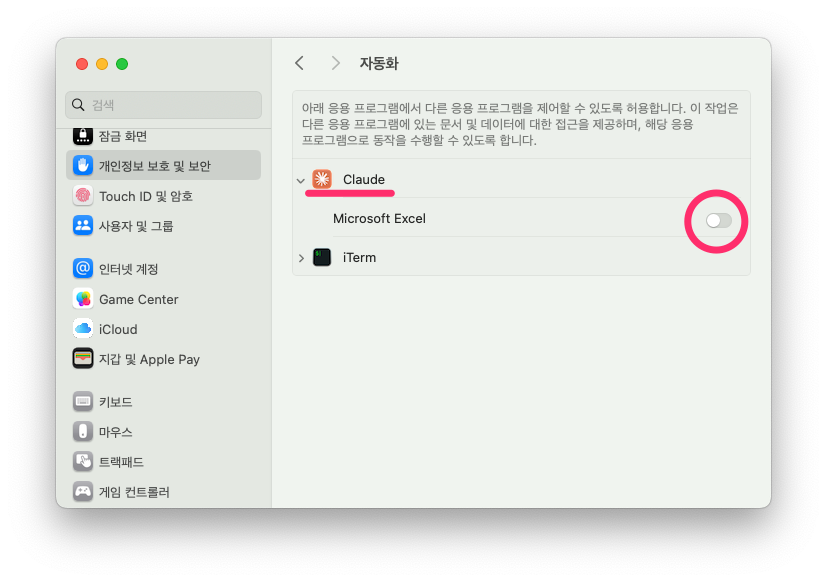 자동화
검색
아래 응용 프로그램에서 다른 응용 프로그램을 제어할 수 있도록 허용합니다. 이 작업은
다른 응용 프로그램에 있는 문서 및 데이터에 대한 접근을 제공하며, 해당 응용
프로그램으로 동작을 수행할 수 있도록 합니다.
잠금 화면
개인정보 보호 및 보안
Touch ID 및 암호
사용자 및 그룹
인터넷 계정
Game Center
iCloud
지갑 및 Apple Pay
키보드
마우스
트랙패드
게임 컨트롤러
Claude
Microsoft Excel
iTerm